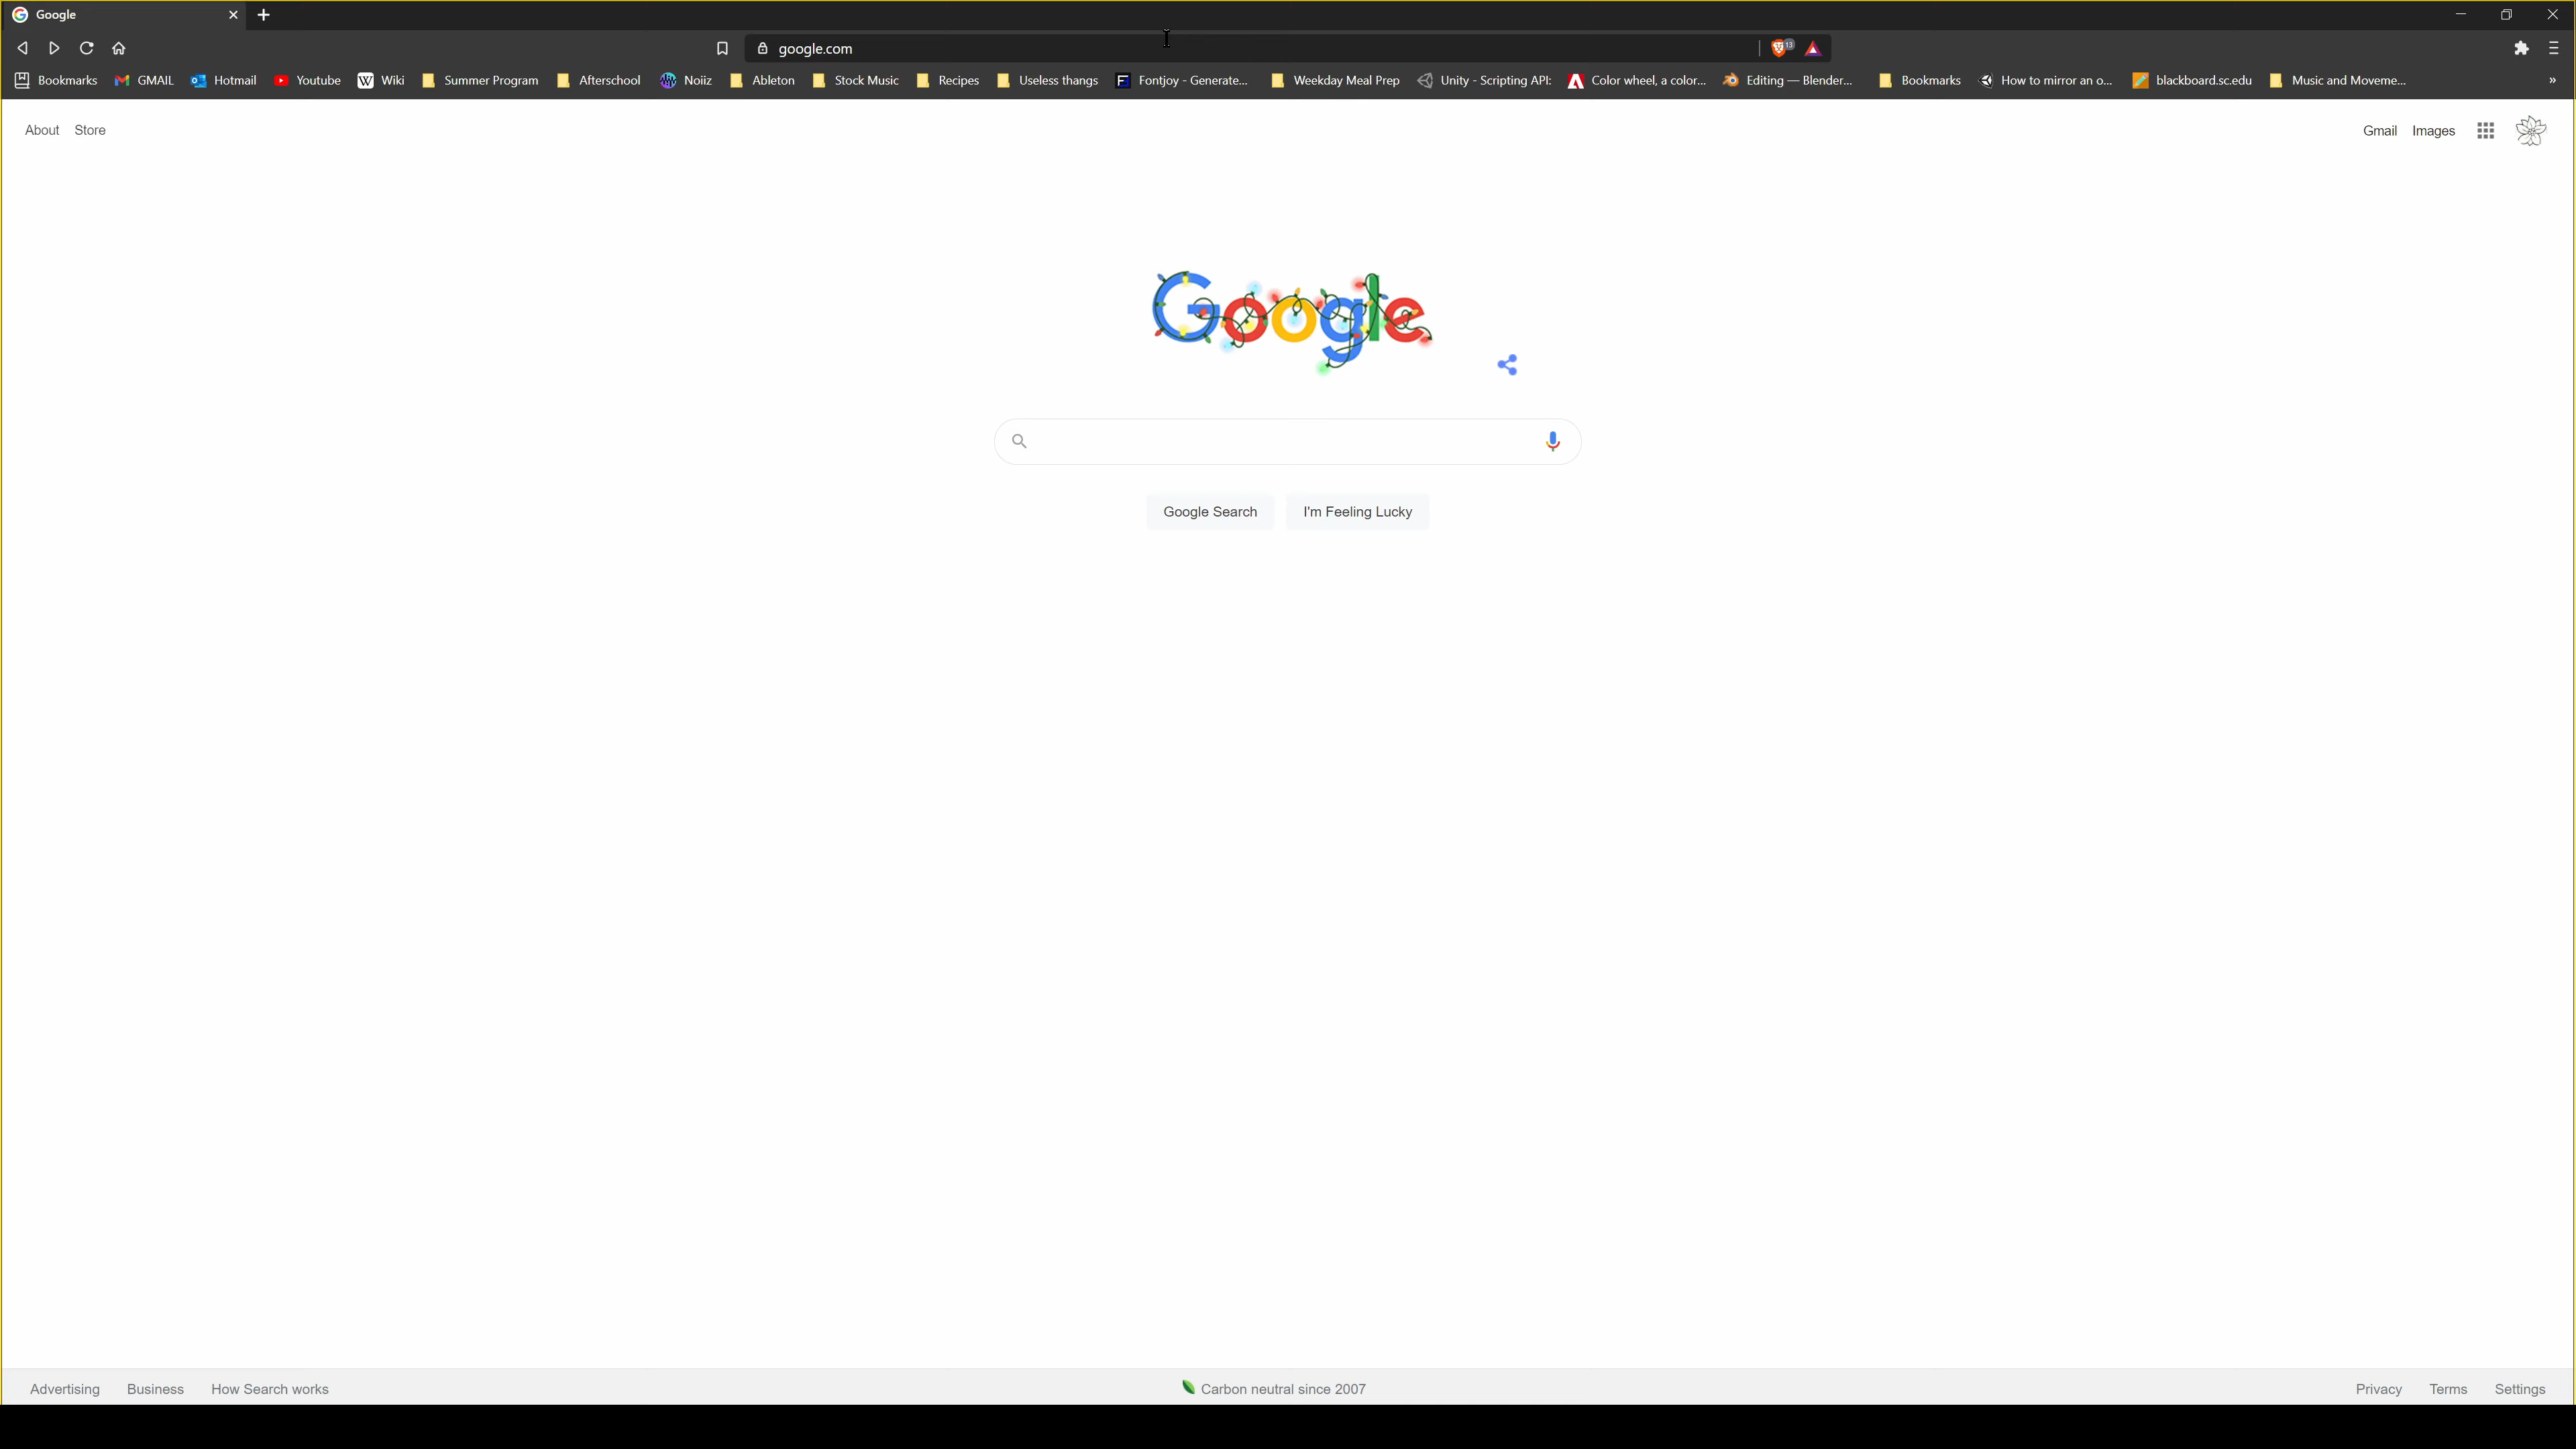 Google
google.com
13
Bookmarks GMAIL Hotmail Youtube W Wiki Summer Program Afterschool Noiiz Ableton Stock Music Recipes Useless thangs F Fontjoy - Generate... Weekday Meal Prep Unity - Scripting API: Color wheel, a color... Editing — Blender... Bookmarks How to mirror an o... blackboard.sc.edu Music and Moveme... »
About Store Gmail Images
Google
Google Search I'm Feeling Lucky
Advertising Business How Search works Carbon neutral since 2007 Privacy Terms Settings